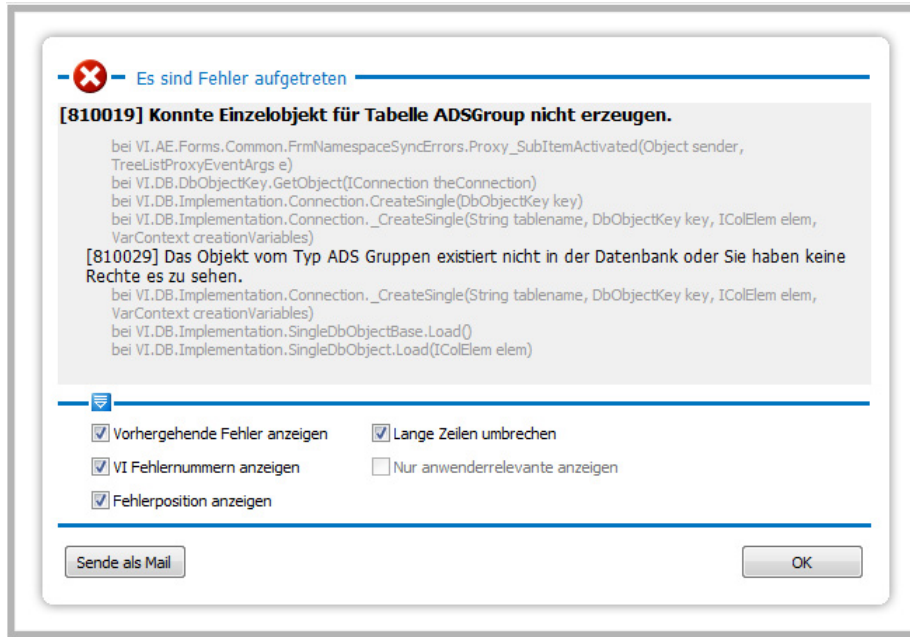 Es sind Fehler aufgetreten
[810019] Konnte Einzelobjekt für Tabelle ADSGroup nicht erzeugen.
bei VI.AE.Forms.Common.FrmNamespaceSyncErrors.Proxy_SubItemActivated(Object sender,
TreeListProxyEventArgs e)
bei VI.DB.DbObjectKey.GetObject(IConnection theConnection)
bei VI.DB.Implementation.Connection.CreateSingle(DbObjectKey key)
bei VI.DB.Implementation.Connection._CreateSingle(String tablename, DbObjectKey key, IColElem elem,
VarContext creationVariables)
[810029] Das Objekt vom Typ ADS Gruppen existiert nicht in der Datenbank oder Sie haben keine
Rechte es zu sehen.
bei VI.DB.Implementation.Connection._CreateSingle(String tablename, DbObjectKey key, IColElem elem,
VarContext creationVariables)
bei VI.DB.Implementation.SingleDbObjectBase.Load()
bei VI.DB.Implementation.SingleDbObject.Load(IColElem elem)
Vorhergehende Fehler anzeigen
Lange Zeilen umbrechen
VI Fehlernummern anzeigen
Nur anwenderrelevante anzeigen
Fehlerposition anzeigen
Sende als Mail
OK